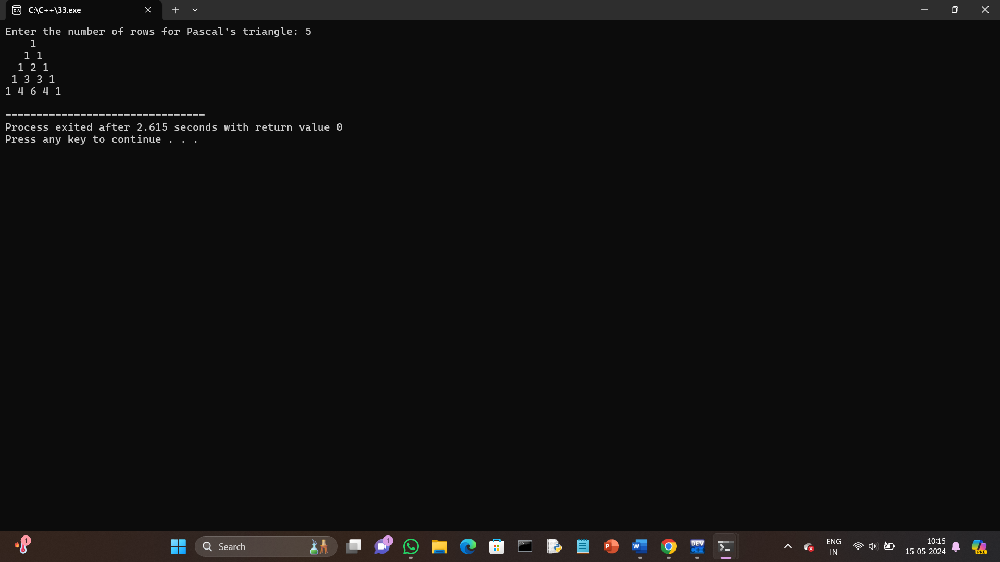 C:\C++\33.exe
Enter the number of rows for Pascal's triangle: 5
1
1 1
1 2 1
1 3 3 1
1 4 6 4 1
--------------------------------
Process exited after 2.615 seconds with return value 0
Press any key to continue . . .
1
Search
1
P
W
DEV
C++
ENG
IN
10:15
15-05-2024
PRE